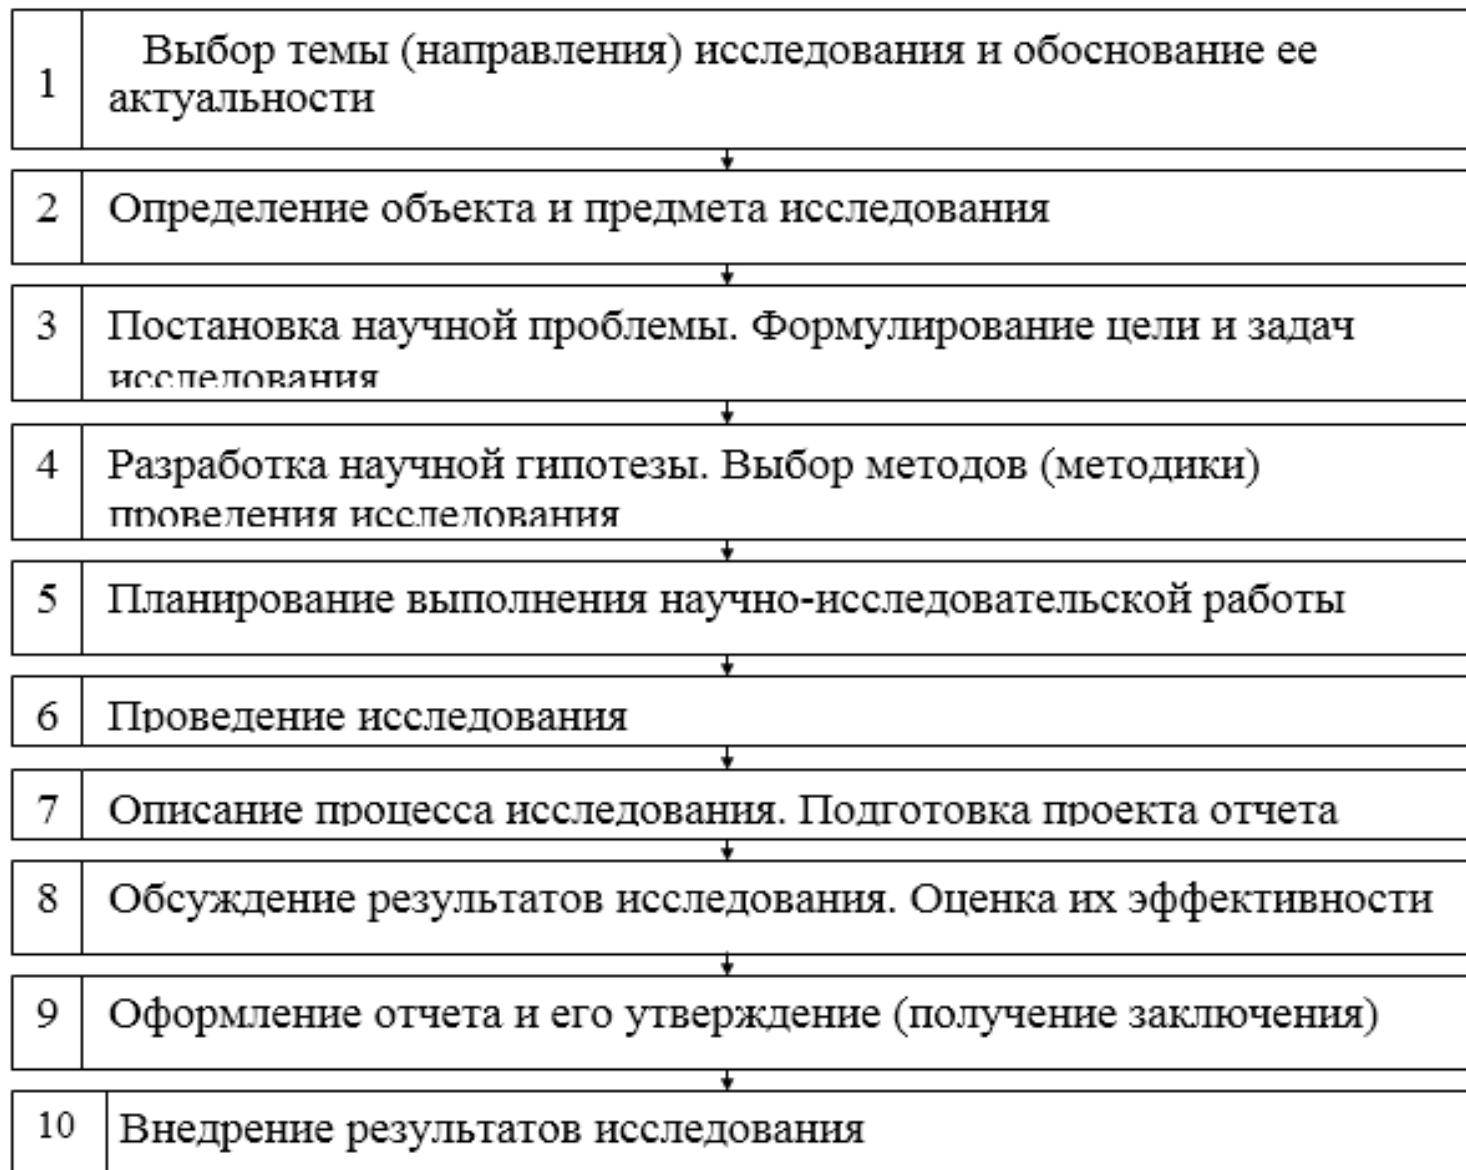 1
Выбор темы (направления) исследования и обоснование ее
актуальности
2
Определение объекта и предмета исследования
3
Постановка научной проблемы. Формулирование цели и задач
исследования
4
Разработка научной гипотезы. Выбор методов (методики)
проведения исследования
5
Планирование выполнения научно-исследовательской работы
6
Проведение исследования
7
Описание процесса исследования. Подготовка проекта отчета
8
Обсуждение результатов исследования. Оценка их эффективности
9
Оформление отчета и его утверждение (получение заключения)
10
Внедрение результатов исследования